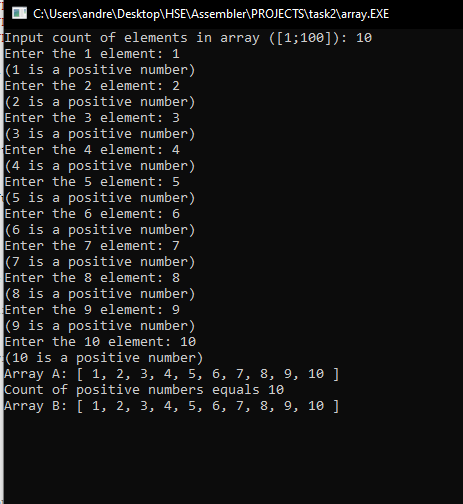 C:\Users\andre\Desktop\HSE\Assembler\PROJECTS\task2\array.EXE
Input count of elements in array ([1;100]): 10
Enter the 1 element: 1
(1 is a positive number)
Enter the 2 element: 2
(2 is a positive number)
Enter the 3 element: 3
(3 is a positive number)
Enter the 4 element: 4
(4 is a positive number)
Enter the 5 element: 5
(5 is a positive number)
Enter the 6 element: 6
(6 is a positive number)
Enter the 7 element: 7
(7 is a positive number)
Enter the 8 element: 8
(8 is a positive number)
Enter the 9 element: 9
(9 is a positive number)
Enter the 10 element: 10
(10 is a positive number)
Array A: [ 1, 2, 3, 4, 5, 6, 7, 8, 9, 10 ]
Count of positive numbers equals 10
Array B: [ 1, 2, 3, 4, 5, 6, 7, 8, 9, 10 ]